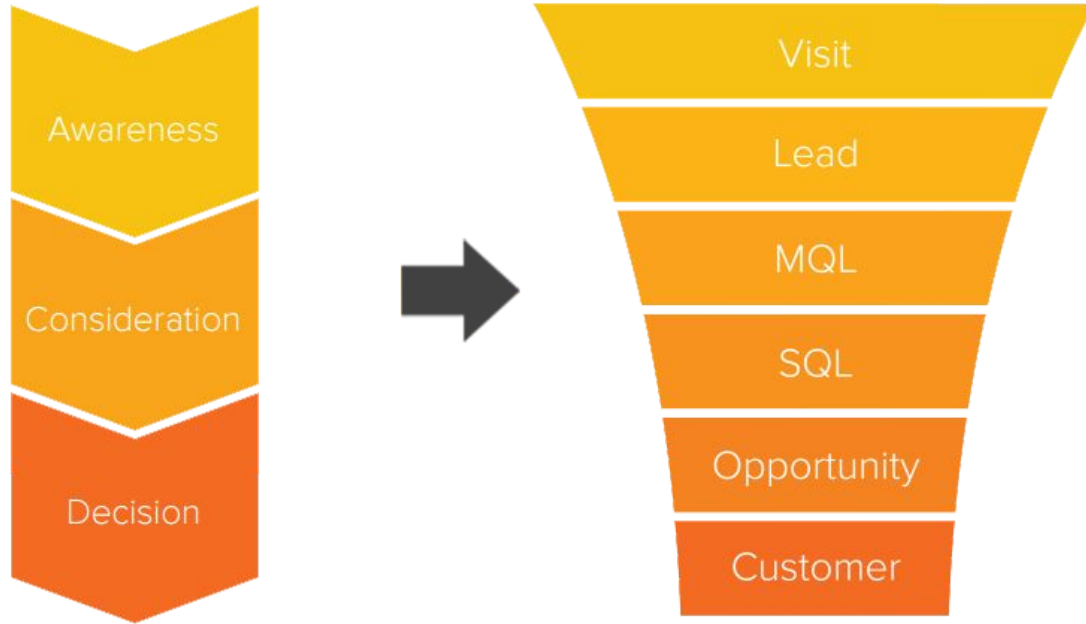 Awareness
Consideration
Decision
Visit
Lead
MQL
SQL
Opportunity
Customer